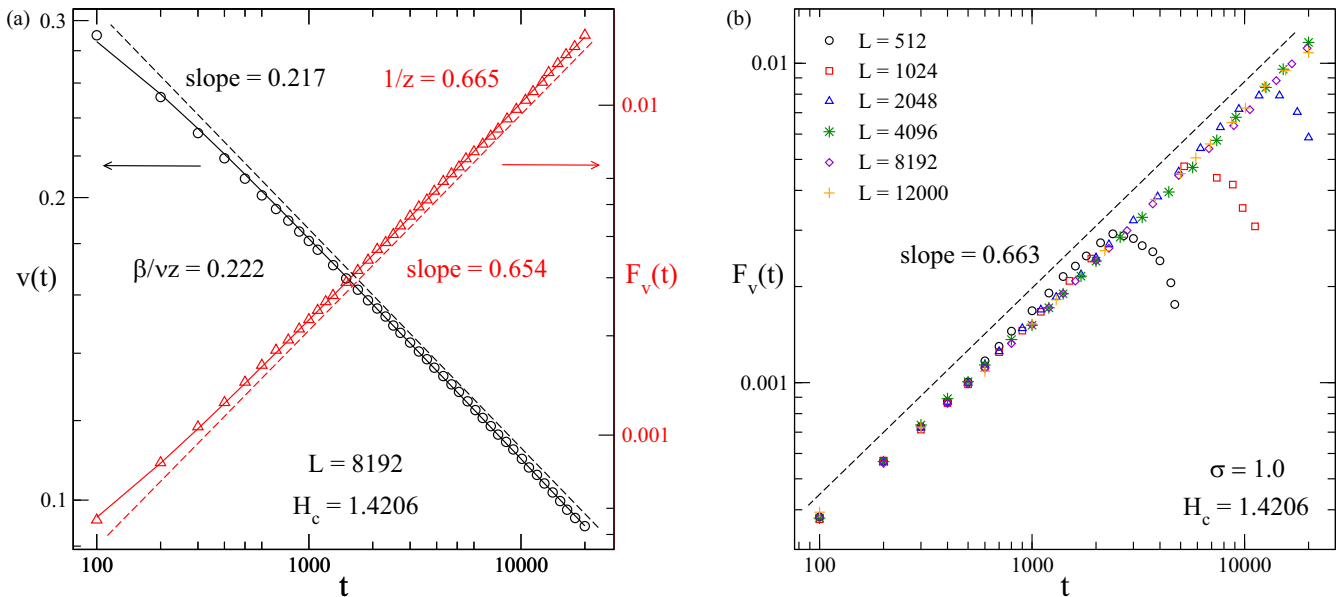 (a)
0.3
slope = 0.217
1/z = 0.665
0.01
0.2
v(t)
β/νz = 0.222
slope = 0.654
F_v(t)
0.001
L = 8192
0.1
H_c = 1.4206
100
1000
10000
t
(b)
L = 512
L = 1024
L = 2048
L = 4096
L = 8192
L = 12000
0.01
slope = 0.663
F_v(t)
0.001
σ = 1.0
H_c = 1.4206
100
1000
10000
t